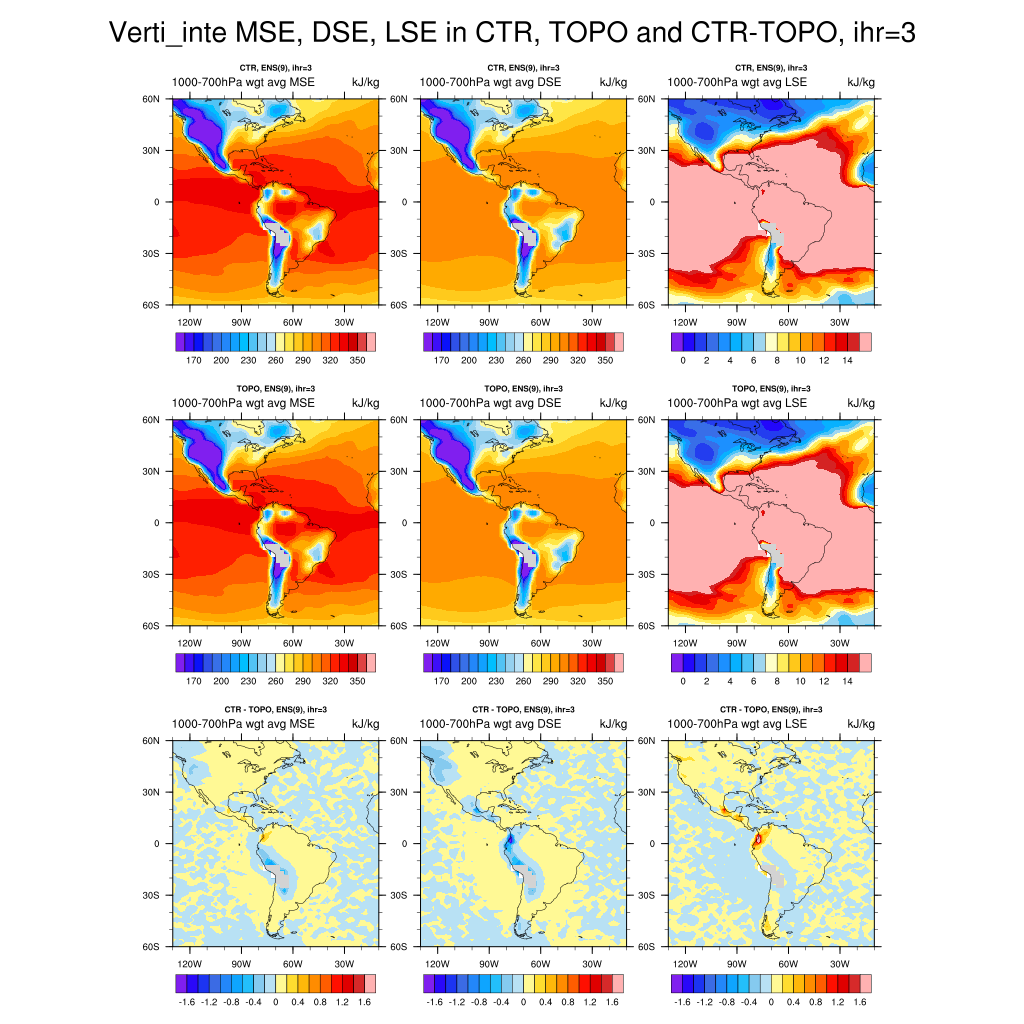 Verti_inte MSE, DSE, LSE in CTR, TOPO and CTR-TOPO, ihr=3
CTR, ENS(9), ihr=3 CTR, ENS(9), ihr=3 CTR, ENS(9), ihr=3
1000-700hPa wgt avg MSE kJ/kg 1000-700hPa wgt avg DSE kJ/kg 1000-700hPa wgt avg LSE kJ/kg
60N 60N 60N
30N 30N 30N
0 0 0
30S 30S 30S
60S 60S 60S
120W 90W 60W 30W 120W 90W 60W 30W 120W 90W 60W 30W
170 200 230 260 290 320 350 170 200 230 260 290 320 350 0 2 4 6 8 10 12 14
TOPO, ENS(9), ihr=3 TOPO, ENS(9), ihr=3 TOPO, ENS(9), ihr=3
1000-700hPa wgt avg MSE kJ/kg 1000-700hPa wgt avg DSE kJ/kg 1000-700hPa wgt avg LSE kJ/kg
60N 60N 60N
30N 30N 30N
0 0 0
30S 30S 30S
60S 60S 60S
120W 90W 60W 30W 120W 90W 60W 30W 120W 90W 60W 30W
170 200 230 260 290 320 350 170 200 230 260 290 320 350 0 2 4 6 8 10 12 14
CTR - TOPO, ENS(9), ihr=3 CTR - TOPO, ENS(9), ihr=3 CTR - TOPO, ENS(9), ihr=3
1000-700hPa wgt avg MSE kJ/kg 1000-700hPa wgt avg DSE kJ/kg 1000-700hPa wgt avg LSE kJ/kg
60N 60N 60N
30N 30N 30N
0 0 0
30S 30S 30S
60S 60S 60S
120W 90W 60W 30W 120W 90W 60W 30W 120W 90W 60W 30W
-1.6 -1.2 -0.8 -0.4 0 0.4 0.8 1.2 1.6 -1.6 -1.2 -0.8 -0.4 0 0.4 0.8 1.2 1.6 -1.6 -1.2 -0.8 -0.4 0 0.4 0.8 1.2 1.6